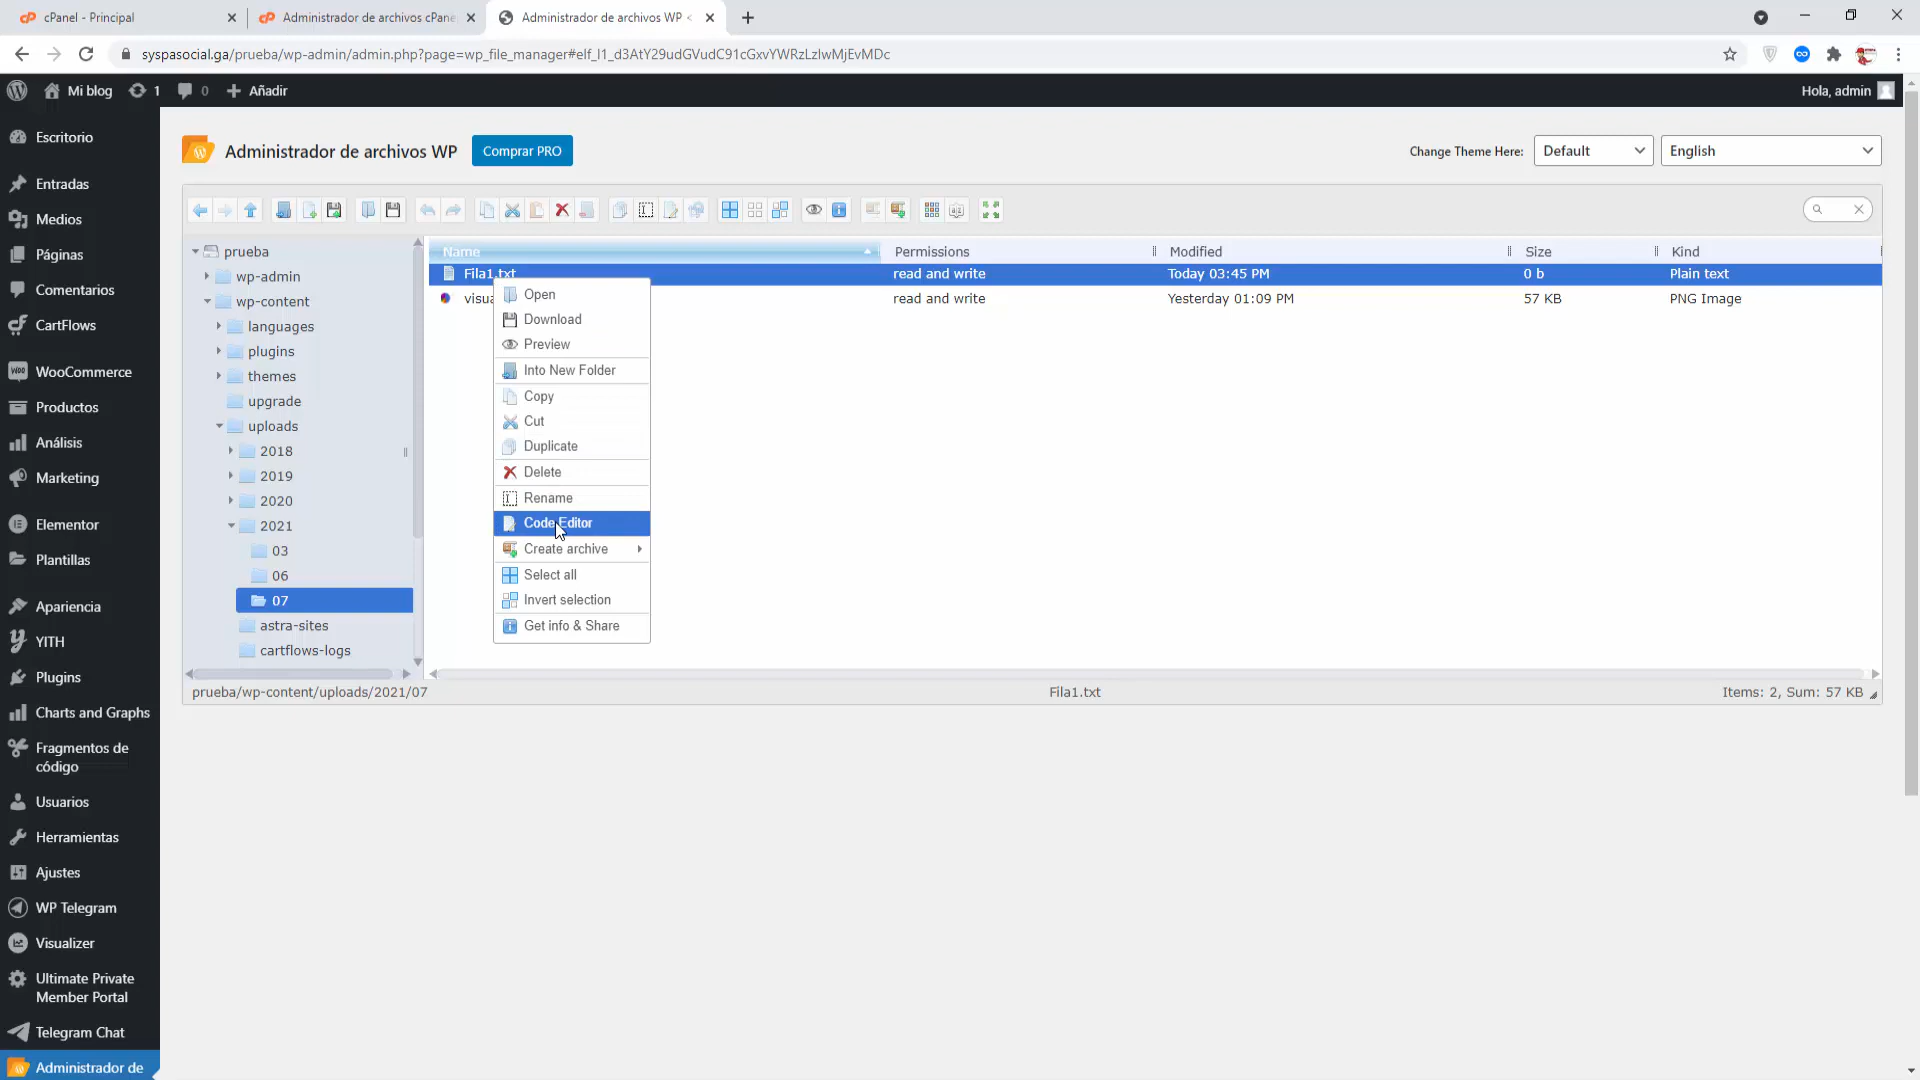 cPanel - Principal
Administrador de archivos cPane
Administrador de archivos WP <
syspasocial.ga/prueba/wp-admin/admin.php?page=wp_file_manager#elf_l1_d3AtY29udGVudC91cGxvYWRzLzIwMjEvMDc
Mi blog 1 0 Añadir
Hola, admin
Escritorio
Entradas
Medios
Páginas
Comentarios
CartFlows
WooCommerce
Productos
Análisis
Marketing
Elementor
Plantillas
Apariencia
YITH
Plugins
Charts and Graphs
Fragmentos de
código
Usuarios
Herramientas
Ajustes
WP Telegram
Visualizer
Ultimate Private
Member Portal
Telegram Chat
Administrador de
Administrador de archivos WP
Comprar PRO
Change Theme Here:
Default
English
prueba
wp-admin
wp-content
languages
plugins
themes
upgrade
uploads
2018
2019
2020
2021
03
06
07
astra-sites
cartflows-logs
Name Permissions Modified Size Kind
Fila1.txt read and write Today 03:45 PM 0 b Plain text
visua read and write Yesterday 01:09 PM 57 KB PNG Image
Open
Download
Preview
Into New Folder
Copy
Cut
Duplicate
Delete
Rename
Code Editor
Create archive
Select all
Invert selection
Get info & Share
prueba/wp-content/uploads/2021/07
Fila1.txt
Items: 2, Sum: 57 KB